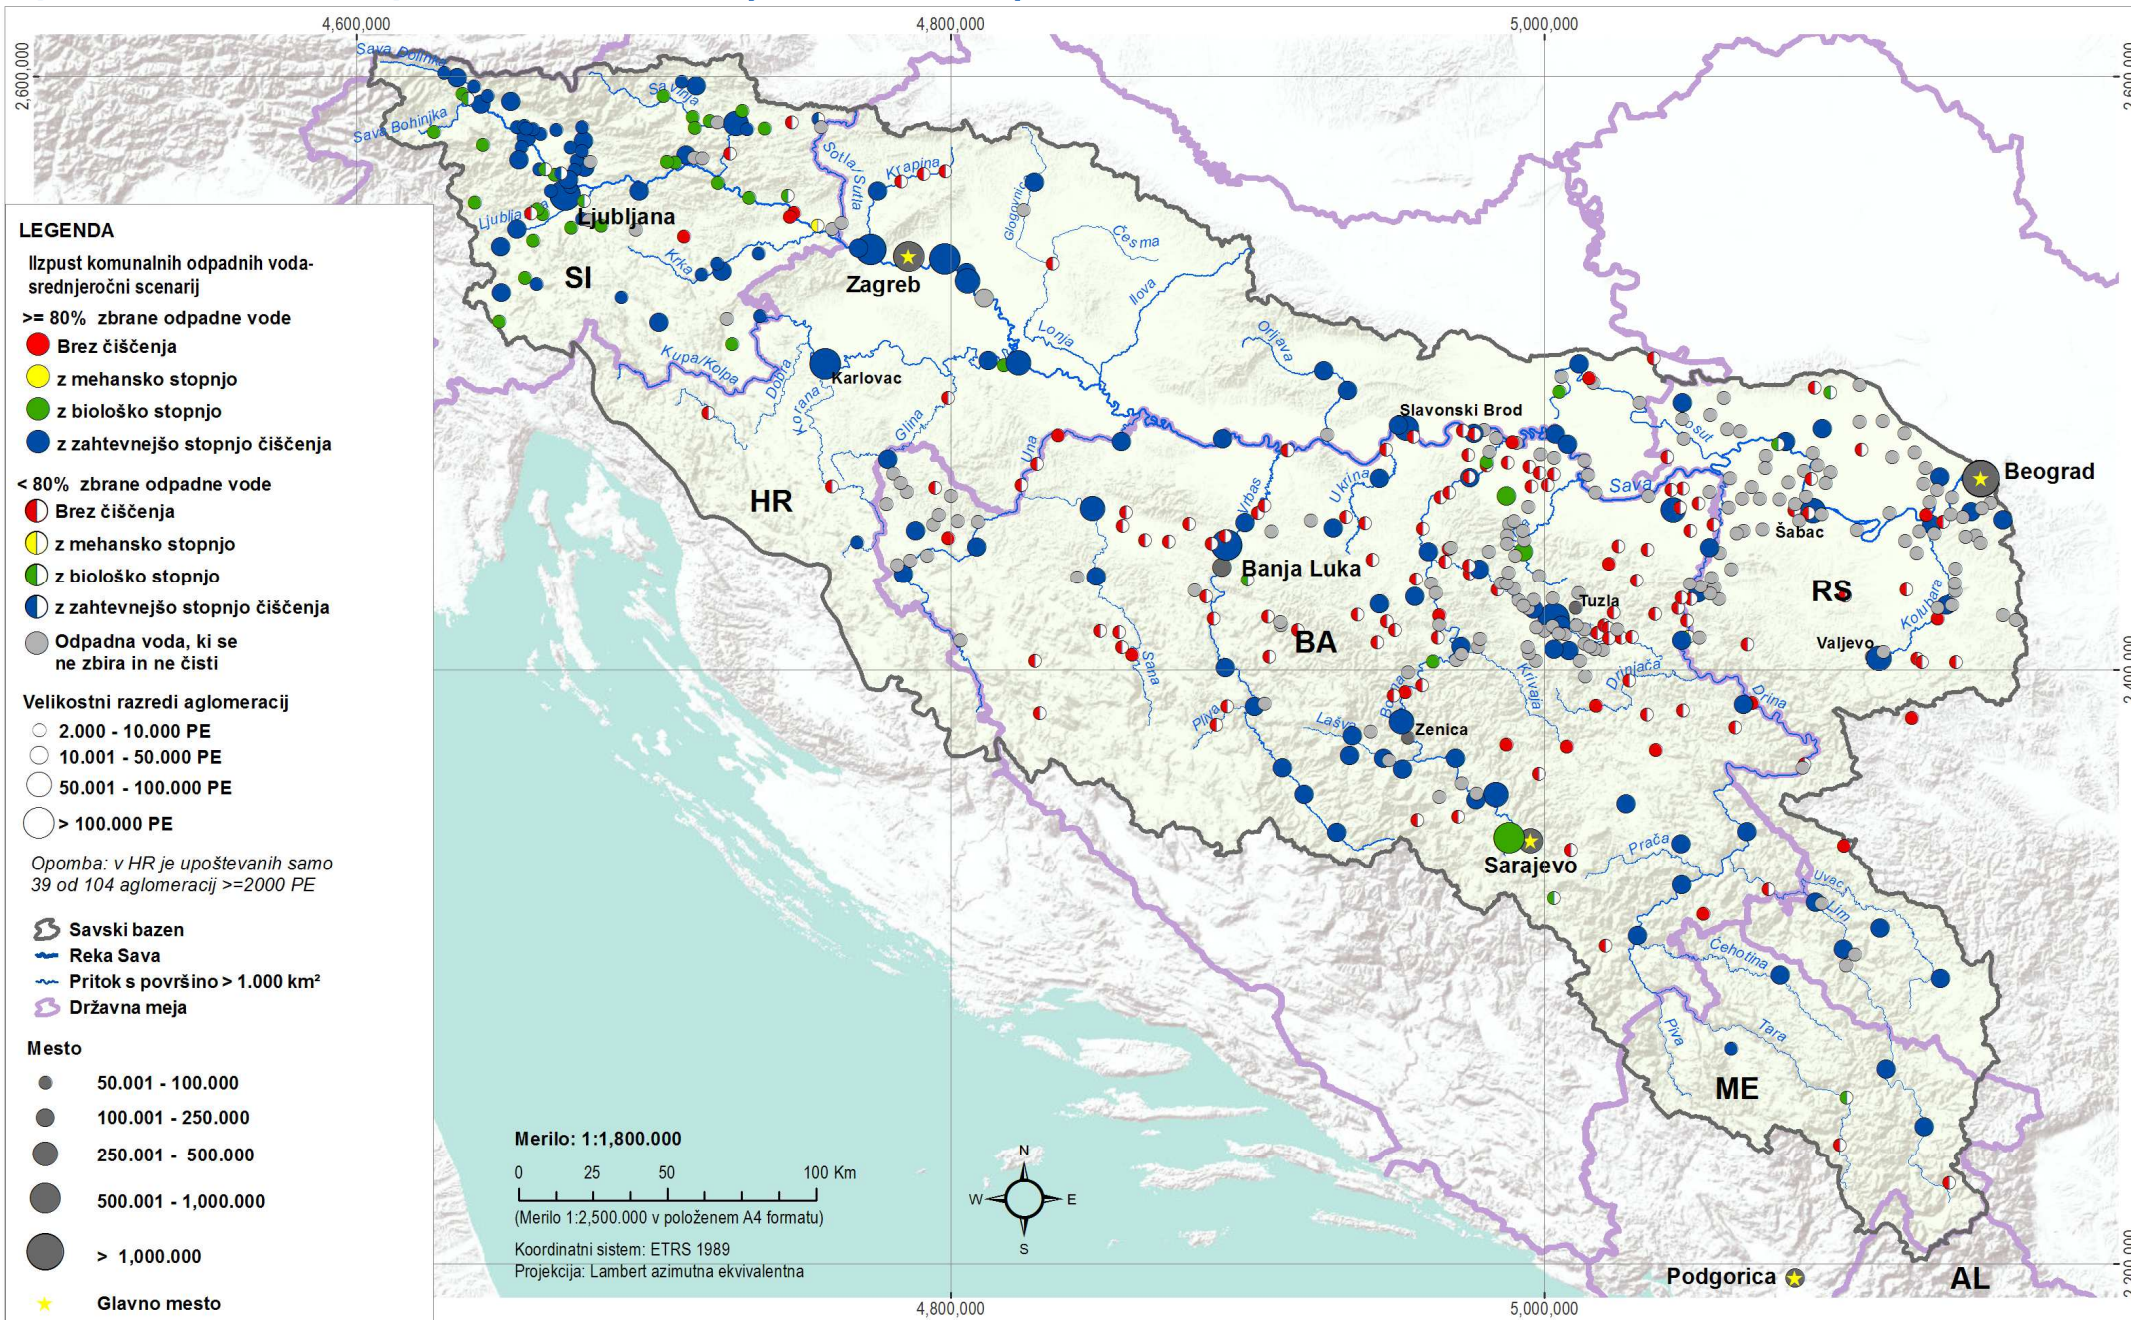 4,600,000
4,800,000
5,000,000
2,600,000
2,600,000
LEGENDA
Ilzpust komunalnih odpadnih voda-
srednjeročni scenarij
>= 80% zbrane odpadne vode
Brez čiščenja
z mehansko stopnjo
z biološko stopnjo
z zahtevnejšo stopnjo čiščenja
< 80% zbrane odpadne vode
Brez čiščenja
z mehansko stopnjo
z biološko stopnjo
z zahtevnejšo stopnjo čiščenja
Odpadna voda, ki se
ne zbira in ne čisti
Velikostni razredi aglomeracij
2.000 - 10.000 PE
10.001 - 50.000 PE
50.001 - 100.000 PE
> 100.000 PE
Opomba: v HR je upoštevanih samo
39 od 104 aglomeracij >=2000 PE
Savski bazen
Reka Sava
Pritok s površino > 1.000 km²
Državna meja
Mesto
50.001 - 100.000
100.001 - 250.000
250.001 - 500.000
500.001 - 1,000.000
> 1,000.000
Glavno mesto
Sava Dolinka
Sava Bohinjka
Savinja
Sotla/Sutla
Krapina
Glogovnica
Česma
Ilova
Lonja
Ljubljana
Krka
SI
Zagreb
Kupa/Kolpa
Dobra
Korana
Karlovac
Glina
Orljava
Slavonski Brod
Una
HR
Vrbas
Ukrina
Sava
Beograd
Šabac
Banja Luka
Tuzla
RS
Kolubara
BA
Valjevo
Sana
Krivaja
Drinjača
Drina
Pliva
Lašva
Zenica
Sarajevo
Prača
Uvac
Lim
Ćehotina
Piva
Tara
ME
Merilo: 1:1,800.000
0 25 50 100 Km
(Merilo 1:2,500.000 v položenem A4 formatu)
Koordinatni sistem: ETRS 1989
Projekcija: Lambert azimutna ekvivalentna
N
W E
S
Podgorica
AL
4,800,000
5,000,000